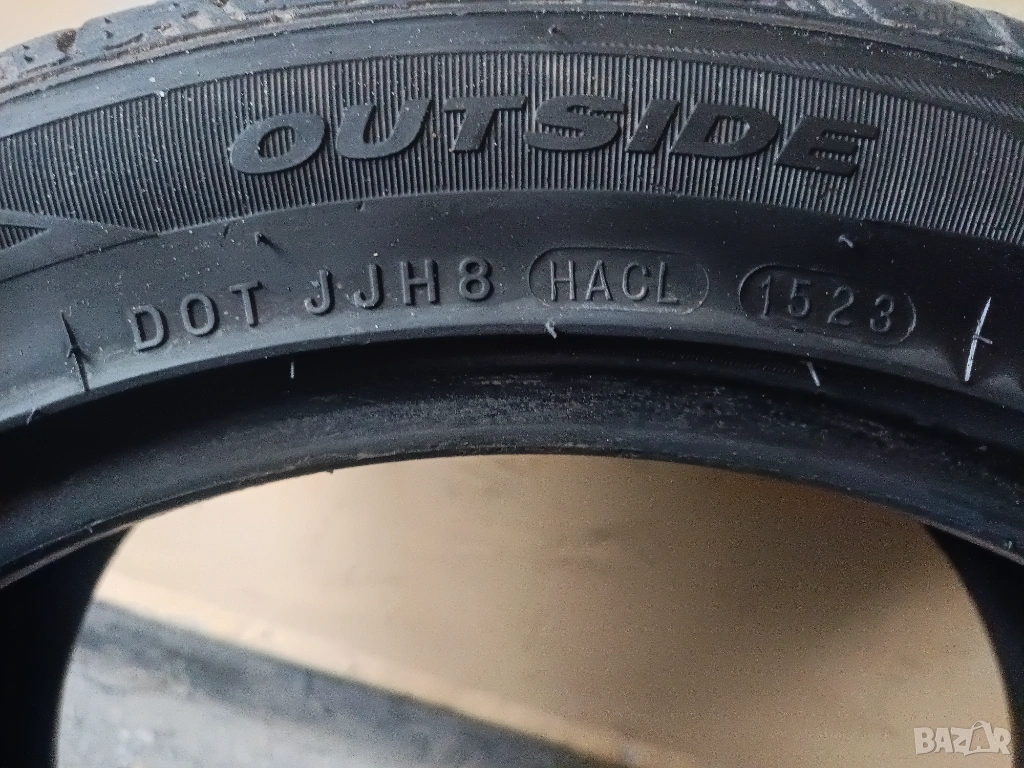 OUTSIDE
DOT JJH8 HACL 1523
BAZAR